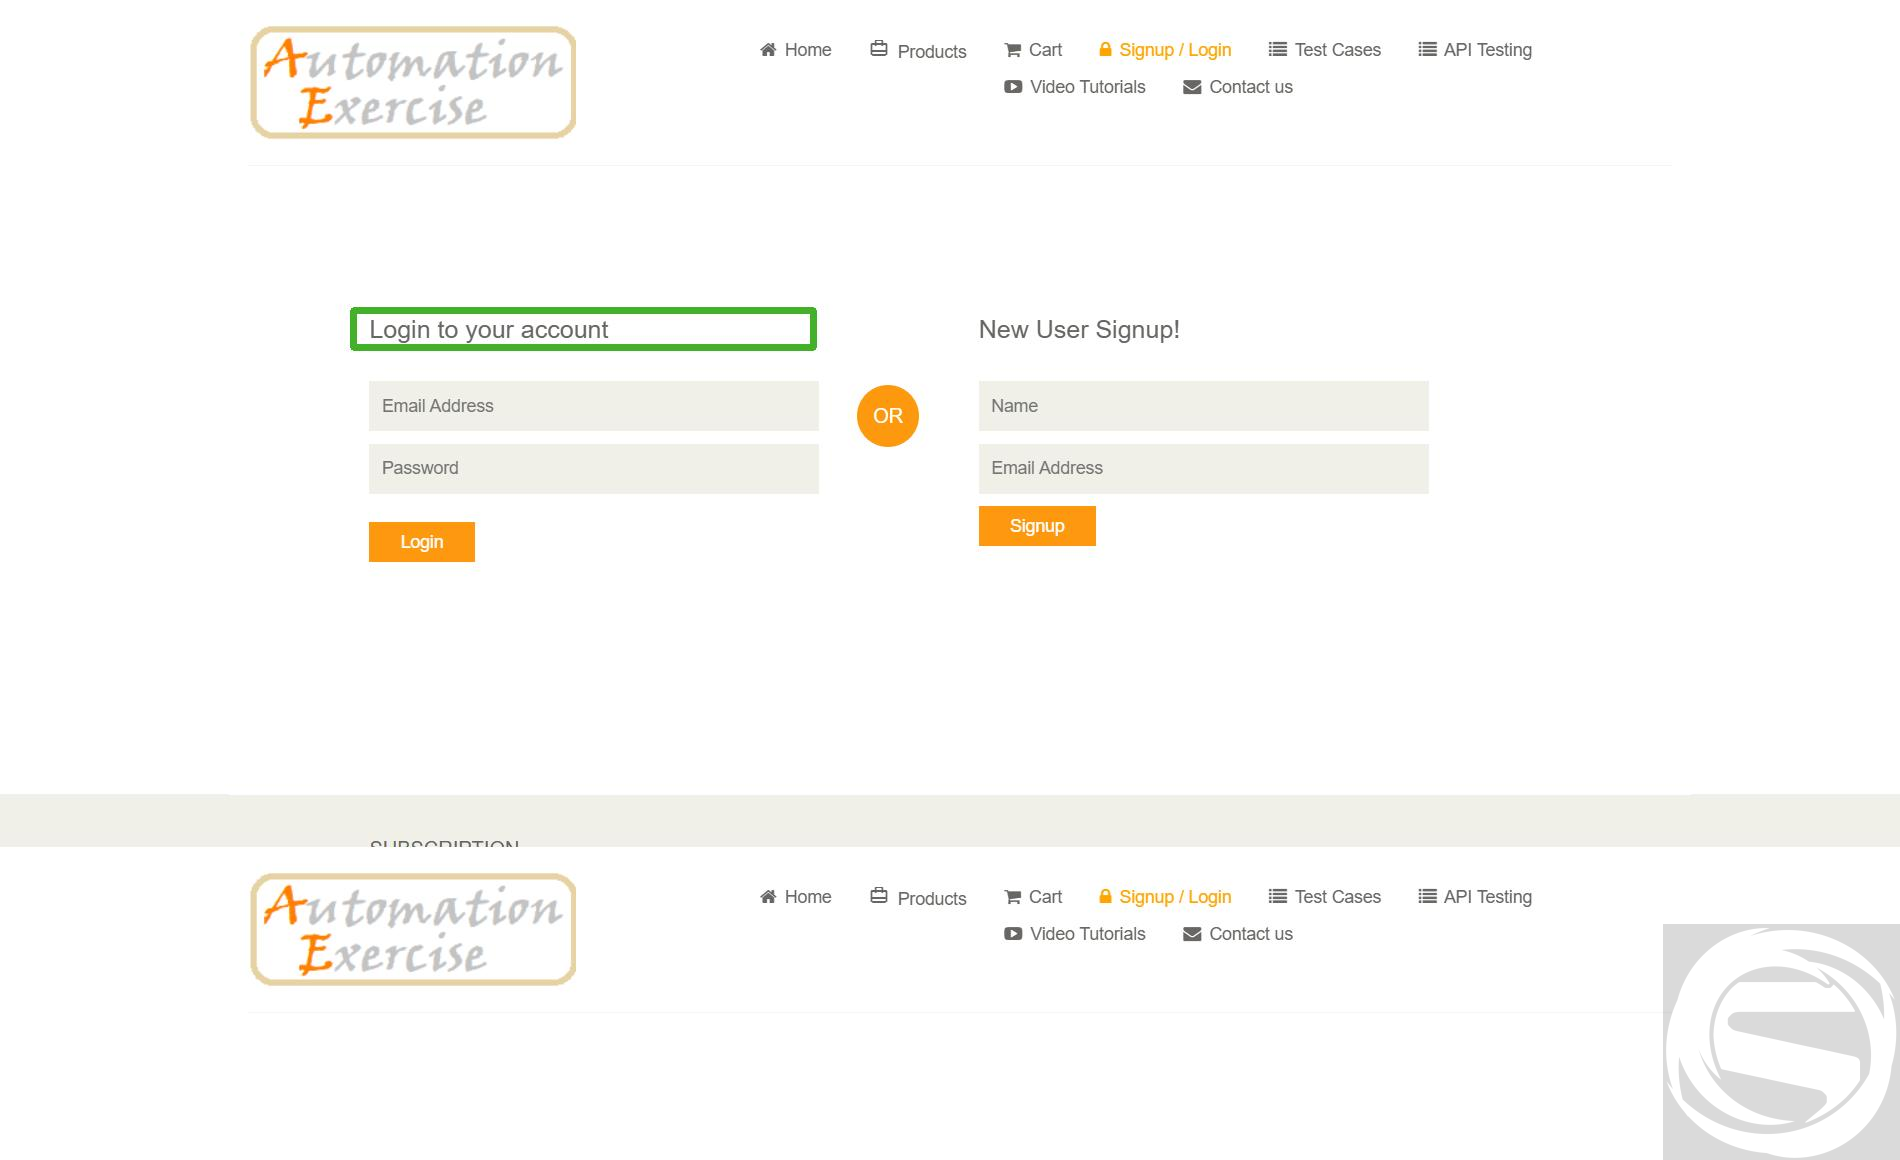 Automation
Exercise
Home
Products
Cart
Signup / Login
Test Cases
API Testing
Video Tutorials
Contact us
Login to your account
New User Signup!
Email Address
Name
OR
Password
Email Address
Login
Signup
SUBSCRIPTION
Automation
Exercise
Home
Products
Cart
Signup / Login
Test Cases
API Testing
Video Tutorials
Contact us